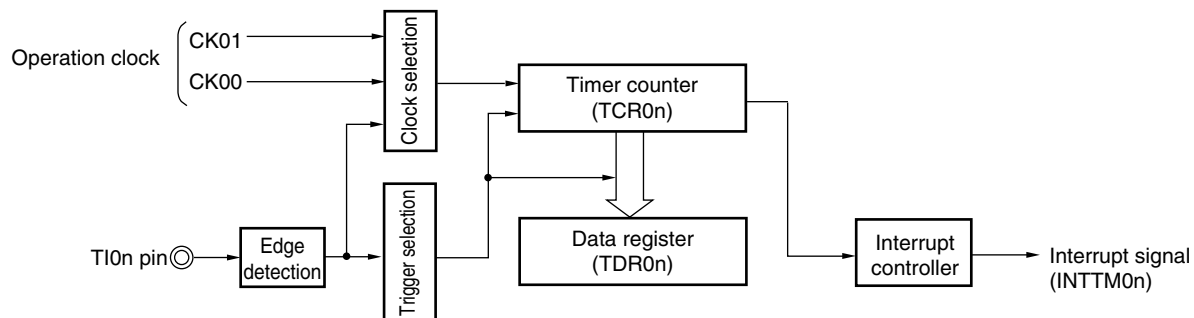 Operation clock
CK01
CK00
Clock selection
Timer counter
(TCR0n)
Trigger selection
Data register
(TDR0n)
TI0n pin
Edge
detection
Interrupt
controller
Interrupt signal
(INTTM0n)